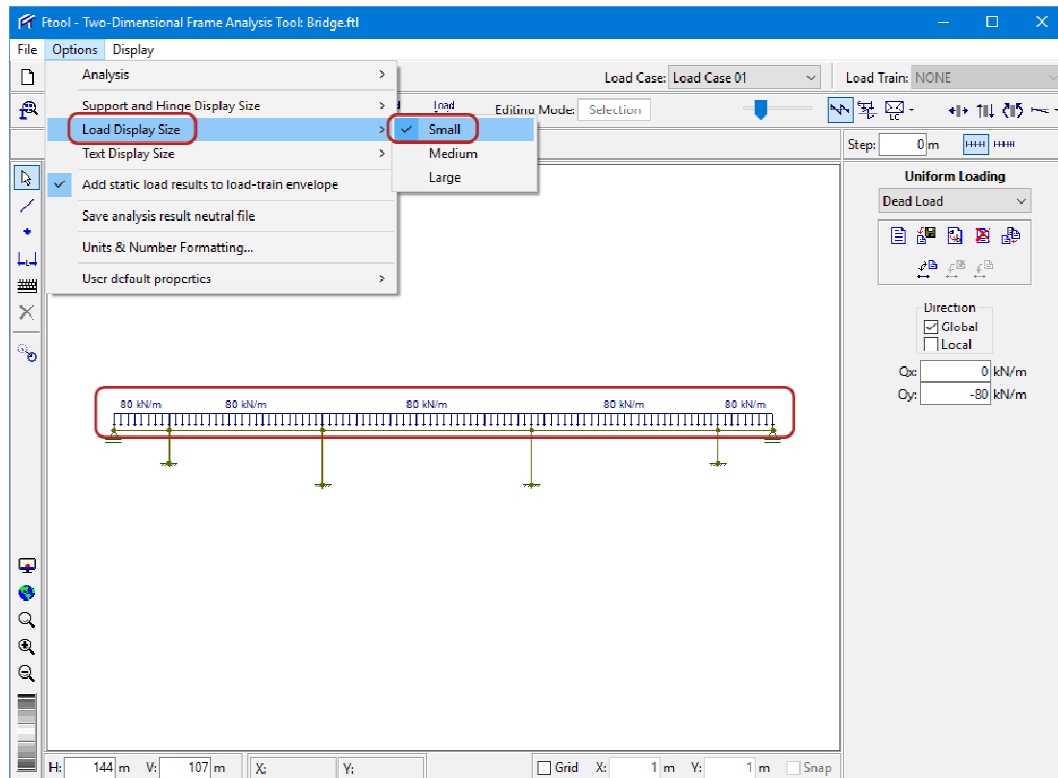 Ftool - Two-Dimensional Frame Analysis Tool: Bridge.ftl
File Options Display
Analysis
Load Case: Load Case 01
Load Train: NONE
Support and Hinge Display Size
Load
Editing Mode: Selection
LC
Load Display Size
Small
Step: 0 m
Text Display Size
Medium
Large
Uniform Loading
Add static load results to load-train envelope
Dead Load
Save analysis result neutral file
Units & Number Formatting...
User default properties
Direction
Global
Local
Qx: 0 kN/m
Qy: -80 kN/m
80 kN/m 80 kN/m 80 kN/m 80 kN/m 80 kN/m
H: 144 m V: 107 m X: Y: Grid X: 1 m Y: 1 m Snap